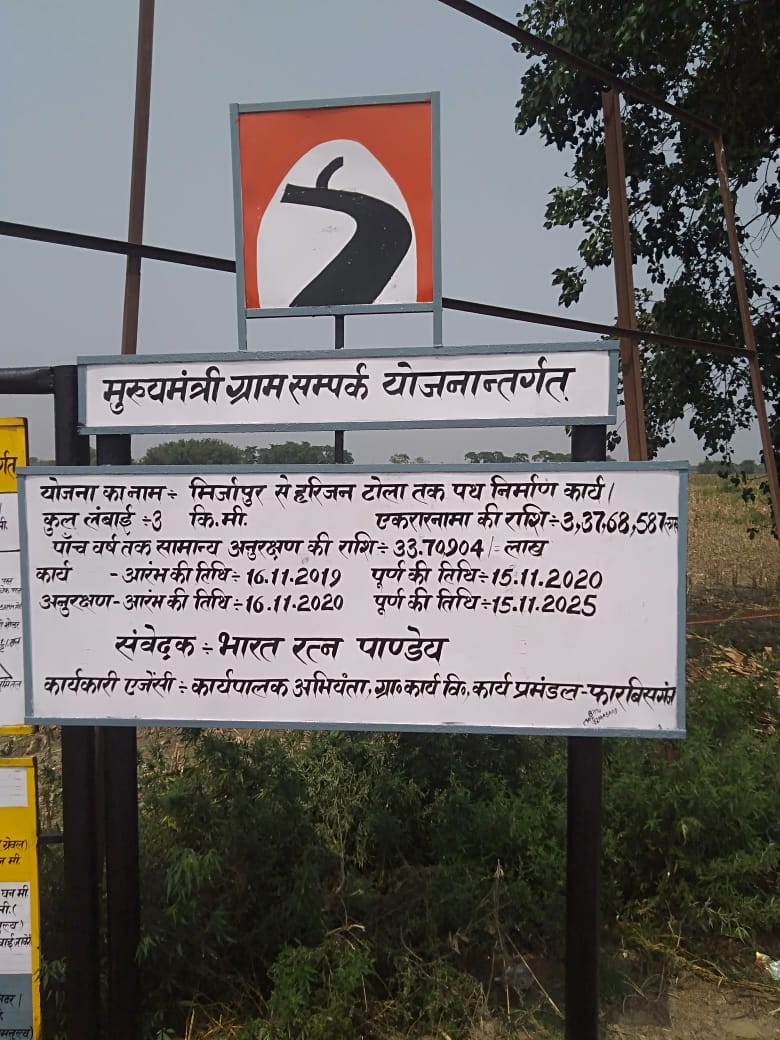 मुख्यमंत्री ग्राम सम्पर्क योजनान्तर्गत
योजना का नाम ÷ मिर्जापुर से हरिजन टोला तक पथ निर्माण कार्य।
कुल लंबाई ÷3 कि.मी. एकरारनामा की राशि÷3,37,68,587
पाँच वर्ष तक सामान्य अनुरक्षण की राशि÷ 33.70904/= लाख
कार्य - आरंभ की तिथि÷16.11.2019 पूर्ण की तिथि÷15.11.2020
अनुरक्षण- आरंभ की तिथि÷16.11.2020 पूर्ण की तिथि÷15.11.2025
संवेदक ÷ भारत रत्न पाण्डेय
कार्यकारी एजेंसी ÷ कार्यपालक अभियंता, ग्रा० कार्य वि०, कार्य प्रमंडल-फारबिसगंज